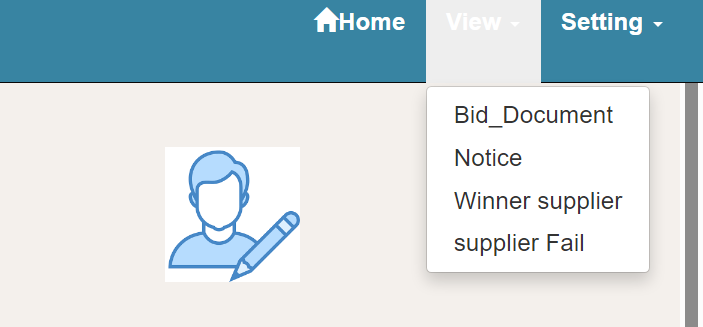 Home View Setting
Bid_Document
Notice
Winner supplier
supplier Fail